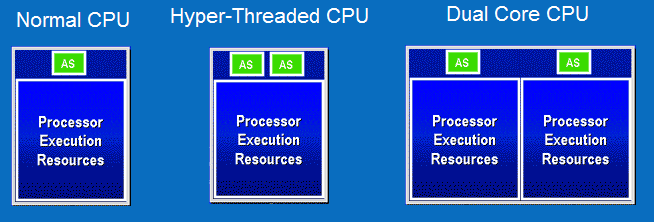 Normal CPU
Hyper-Threaded CPU
Dual Core CPU
AS
AS
AS
AS
AS
Processor
Execution
Resources
Processor
Execution
Resources
Processor
Execution
Resources
Processor
Execution
Resources